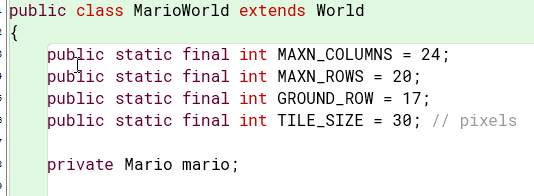 public class MarioWorld extends World
{
public static final int MAXN_COLUMNS = 24;
public static final int MAXN_ROWS = 20;
public static final int GROUND_ROW = 17;
public static final int TILE_SIZE = 30; // pixels
private Mario mario;